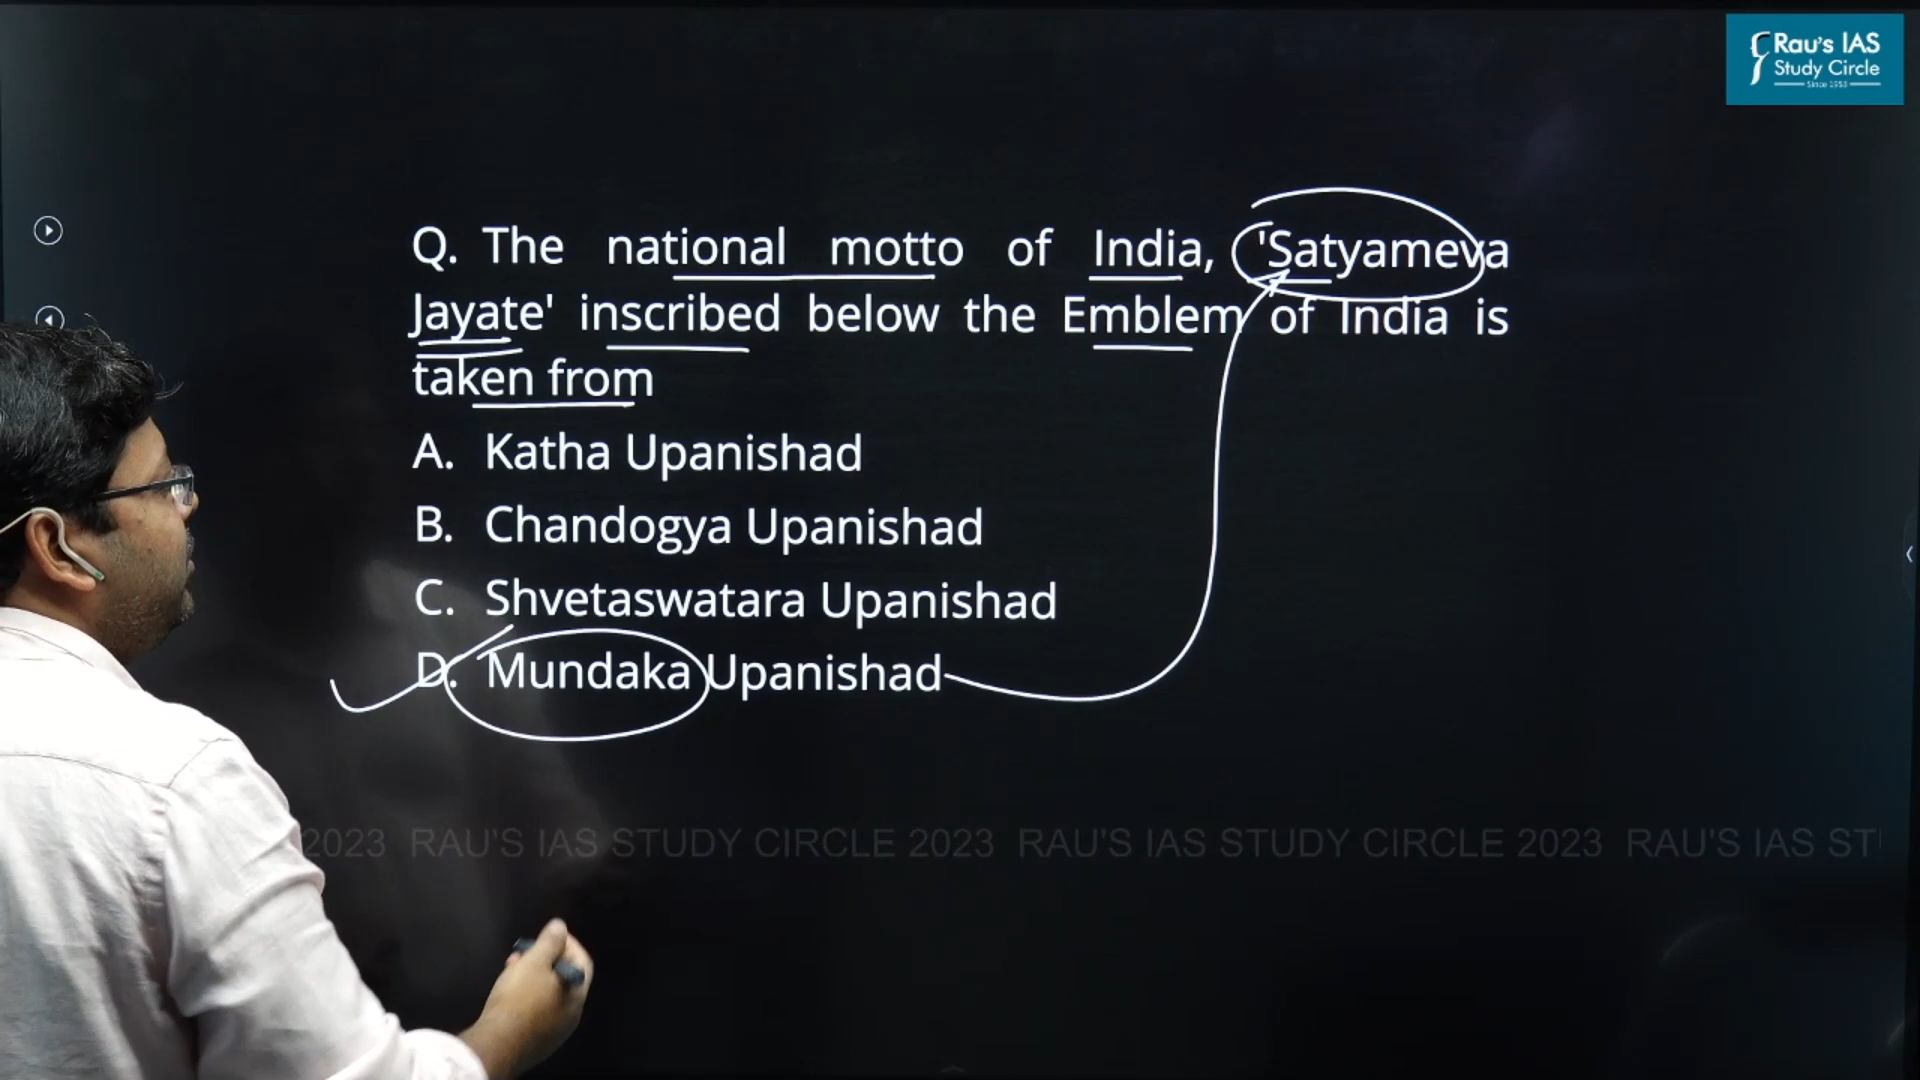 Rau's IAS
Study Circle
Since 1953
Q. The national motto of India, 'Satyameva
Jayate' inscribed below the Emblem of India is
taken from
A. Katha Upanishad
B. Chandogya Upanishad
C. Shvetaswatara Upanishad
D. Mundaka Upanishad
2023 RAU'S IAS STUDY CIRCLE 2023 RAU'S IAS STUDY CIRCLE 2023 RAU'S IAS ST